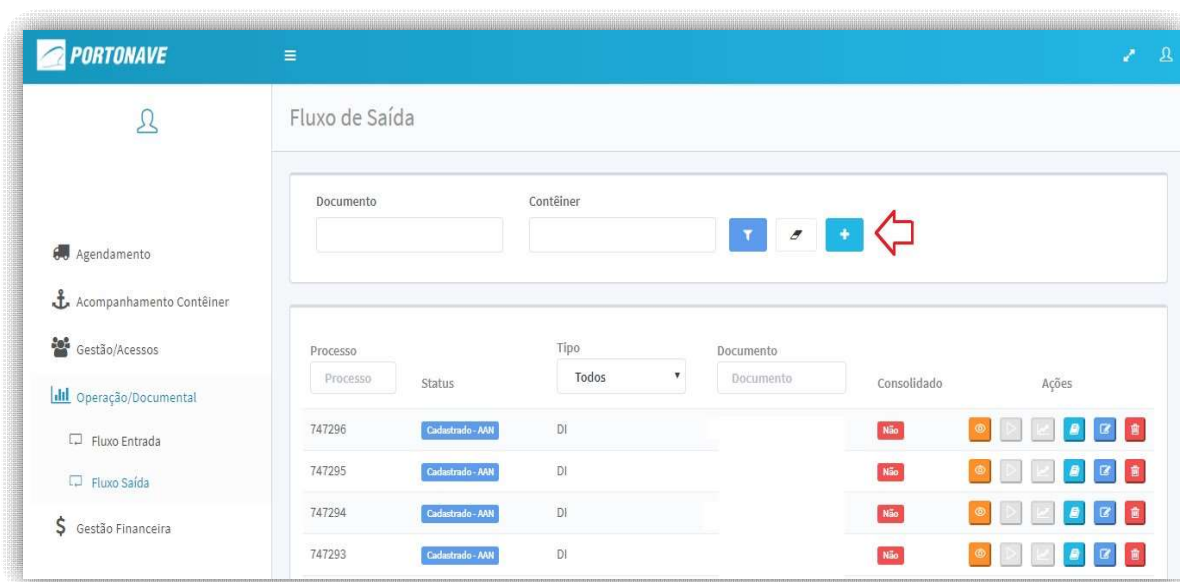 PORTONAVE
Fluxo de Saída
Documento Contêiner
Agendamento
Acompanhamento Contêiner
Gestão/Acessos
Operação/Documental
Fluxo Entrada
Fluxo Saída
Gestão Financeira
Processo Tipo Documento
Processo Status Todos Documento Consolidado Ações
747296 Cadastrado - AAN DI Não
747295 Cadastrado - AAN DI Não
747294 Cadastrado - AAN DI Não
747293 Cadastrado - AAN DI Não